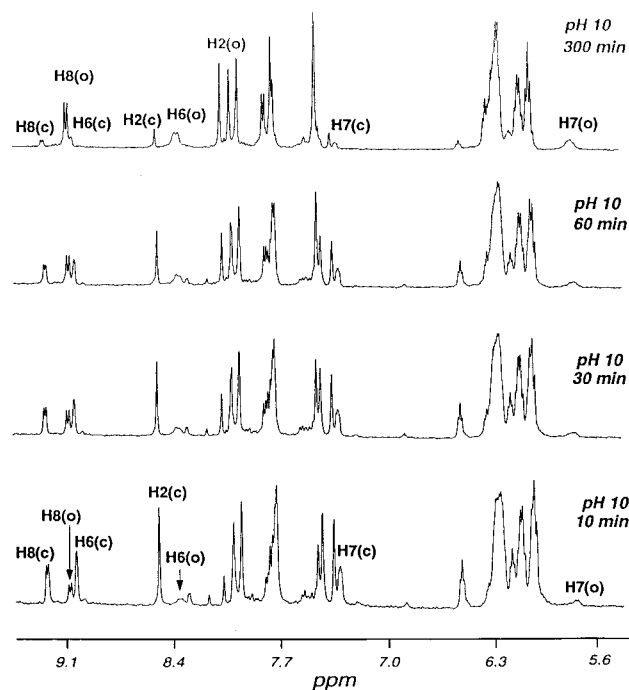 pH 10
300 min
H2(o)
H8(o)
H8(c) H6(c) H2(c) H6(o) H7(c) H7(o)
pH 10
60 min
pH 10
30 min
pH 10
10 min
H2(c)
H8(o)
H8(c) H6(c) H6(o) H7(c) H7(o)
9.1 8.4 7.7 7.0 6.3 5.6
ppm